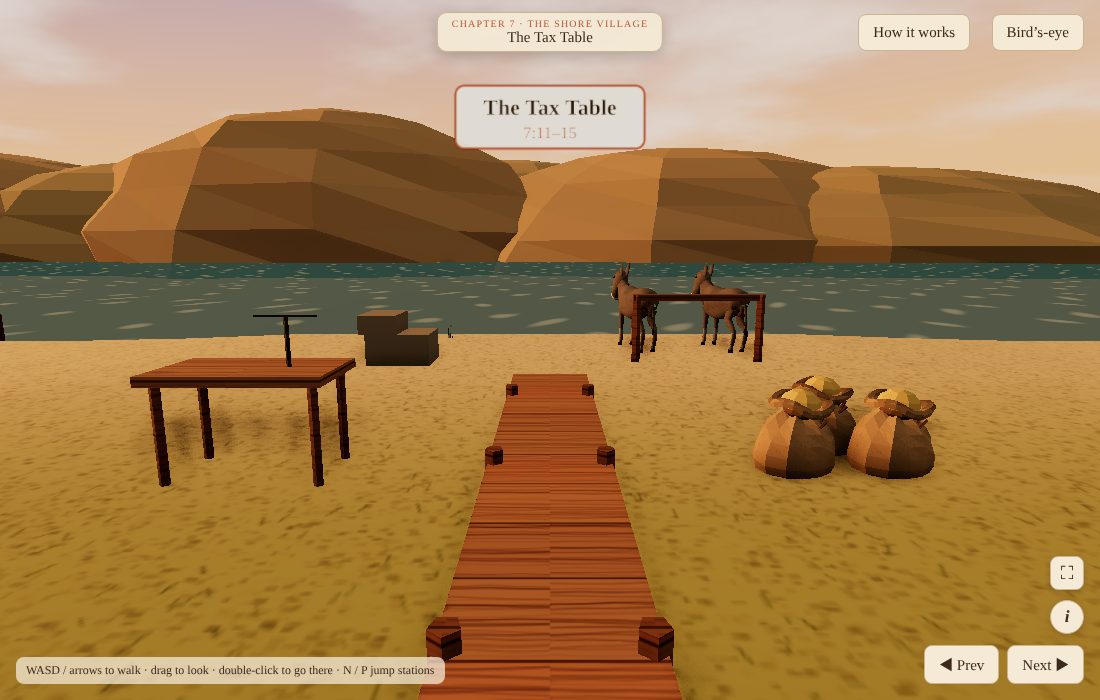 CHAPTER 7 · THE SHORE VILLAGE
The Tax Table
How it works
Bird’s-eye
The Tax Table
7:11–15
i
WASD / arrows to walk · drag to look · double-click to go there · N / P jump stations
◀ Prev
Next ▶